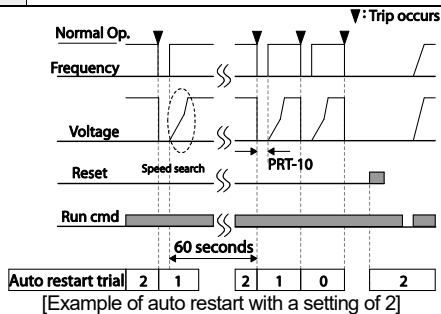 ▼: Trip occurs
Normal Op.
Frequency
Voltage
Speed search
PRT-10
Reset
Run cmd
60 seconds
Auto restart trial 2 1 2 1 0 2
[Example of auto restart with a setting of 2]